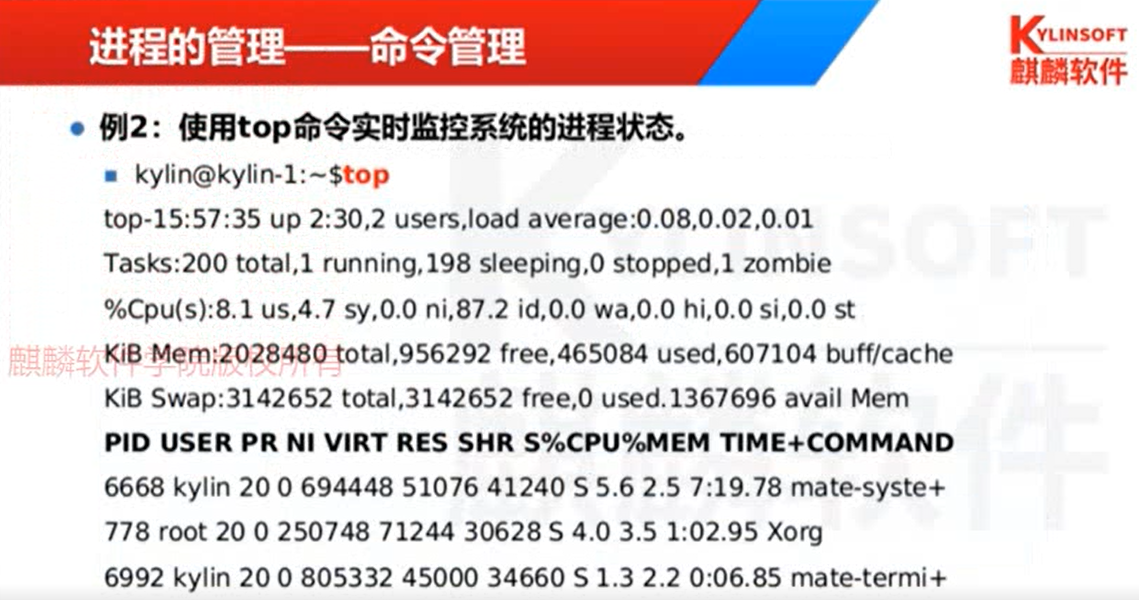 进程的管理——命令管理
KYLINSOFT
麒麟软件
例2：使用top命令实时监控系统的进程状态。
kylin@kylin-1:~$top
top-15:57:35 up 2:30,2 users,load average:0.08,0.02,0.01
Tasks:200 total,1 running,198 sleeping,0 stopped,1 zombie
%Cpu(s):8.1 us,4.7 sy,0.0 ni,87.2 id,0.0 wa,0.0 hi,0.0 si,0.0 st
KiB Mem:2028480 total,956292 free,465084 used,607104 buff/cache
麒麟软件学院版权所有
KiB Swap:3142652 total,3142652 free,0 used.1367696 avail Mem
PID USER PR NI VIRT RES SHR S%CPU%MEM TIME+COMMAND
6668 kylin 20 0 694448 51076 41240 S 5.6 2.5 7:19.78 mate-syste+
778 root 20 0 250748 71244 30628 S 4.0 3.5 1:02.95 Xorg
6992 kylin 20 0 805332 45000 34660 S 1.3 2.2 0:06.85 mate-termi+
KYLINSOFT
麒麟软件